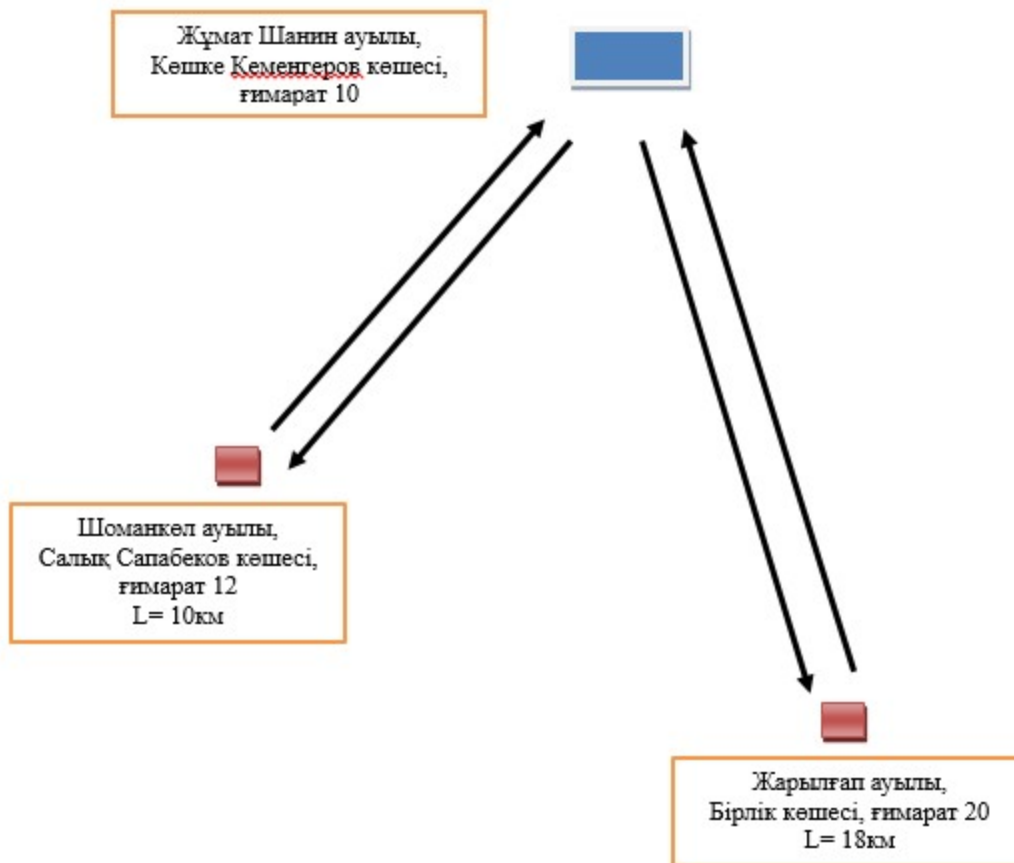 Жұмат Шанин ауылы,
Көшке Кеменгеров көшесі,
ғимарат 10
Шоманкөл ауылы,
Салық Сапабеков көшесі,
ғимарат 12
L= 10км
Жарылғап ауылы,
Бірлік көшесі, ғимарат 20
L= 18км